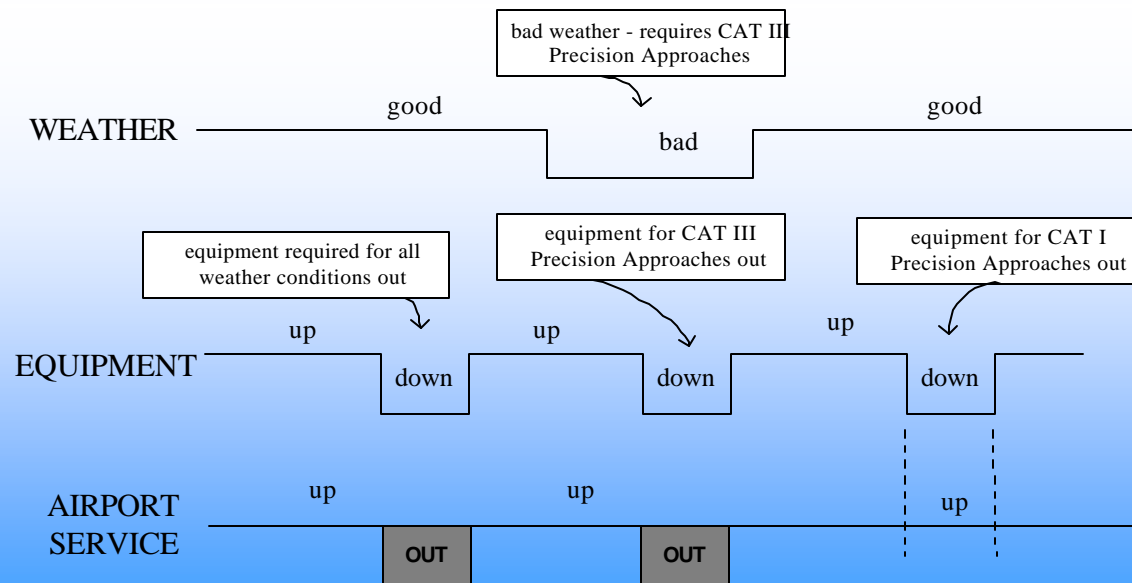 bad weather - requires CAT III
Precision Approaches
good
good
WEATHER
bad
equipment required for all
weather conditions out
equipment for CAT III
Precision Approaches out
equipment for CAT I
Precision Approaches out
up
up
up
EQUIPMENT
down
down
down
up
up
up
AIRPORT
SERVICE
OUT
OUT